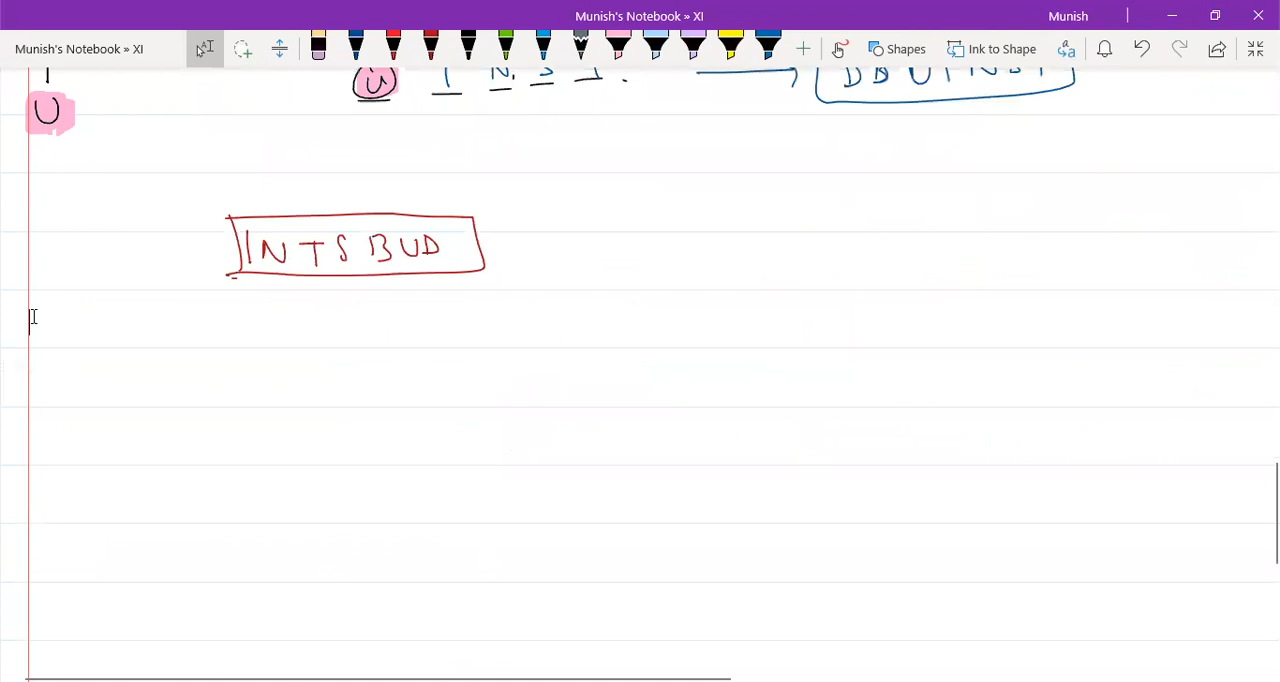 Munish's Notebook » XI
Munish
Munish's Notebook » XI
Shapes
Ink to Shape
U
U
INTSBUD